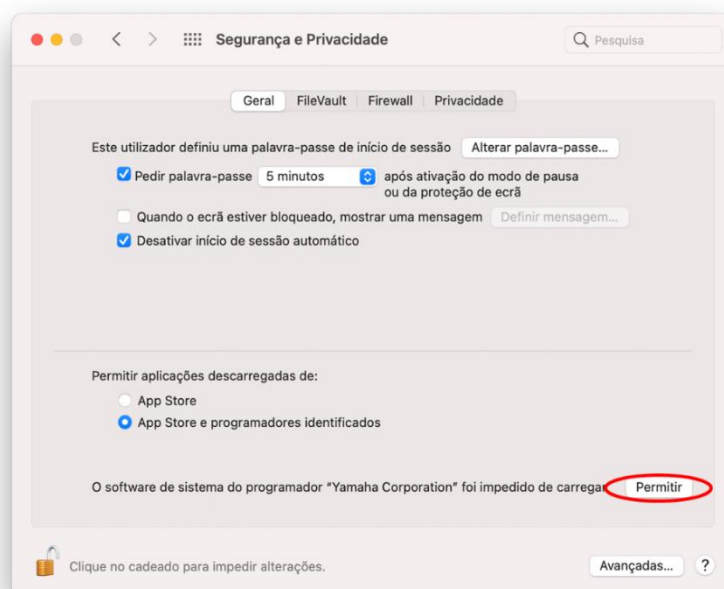 Segurança e Privacidade
Pesquisa
Geral FileVault Firewall Privacidade
Este utilizador definiu uma palavra-passe de início de sessão Alterar palavra-passe...
Pedir palavra-passe 5 minutos após ativação do modo de pausa
ou da proteção de ecrã
Quando o ecrã estiver bloqueado, mostrar uma mensagem Definir mensagem...
Desativar início de sessão automático
Permitir aplicações descarregadas de:
App Store
App Store e programadores identificados
O software de sistema do programador “Yamaha Corporation” foi impedido de carregar Permitir
Clique no cadeado para impedir alterações.
Avançadas... ?